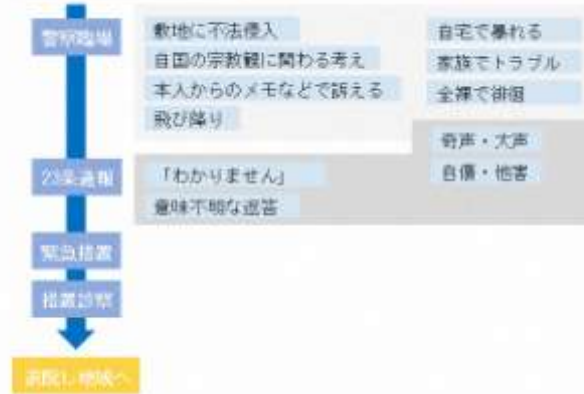 警察臨場
敷地に不法侵入
自国の宗教観に関わる考え
本人からのメモなどで訴える
飛び降り
自宅で暴れる
家族でトラブル
全裸で徘徊
奇声・大声
自傷・他害
23条通報
「わかりません」
意味不明な返答
緊急措置
措置診察
退院し地域へ